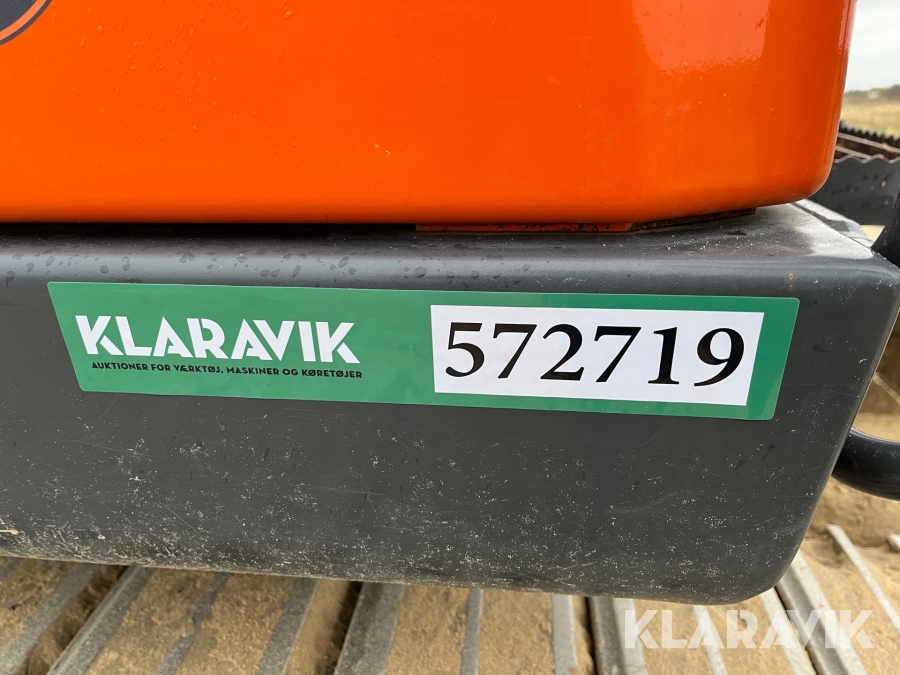 KLARAVIK
AUKTIONER FOR VÆRKTØJ, MASKINER OG KØRETØJER
572719
KLARAVIK